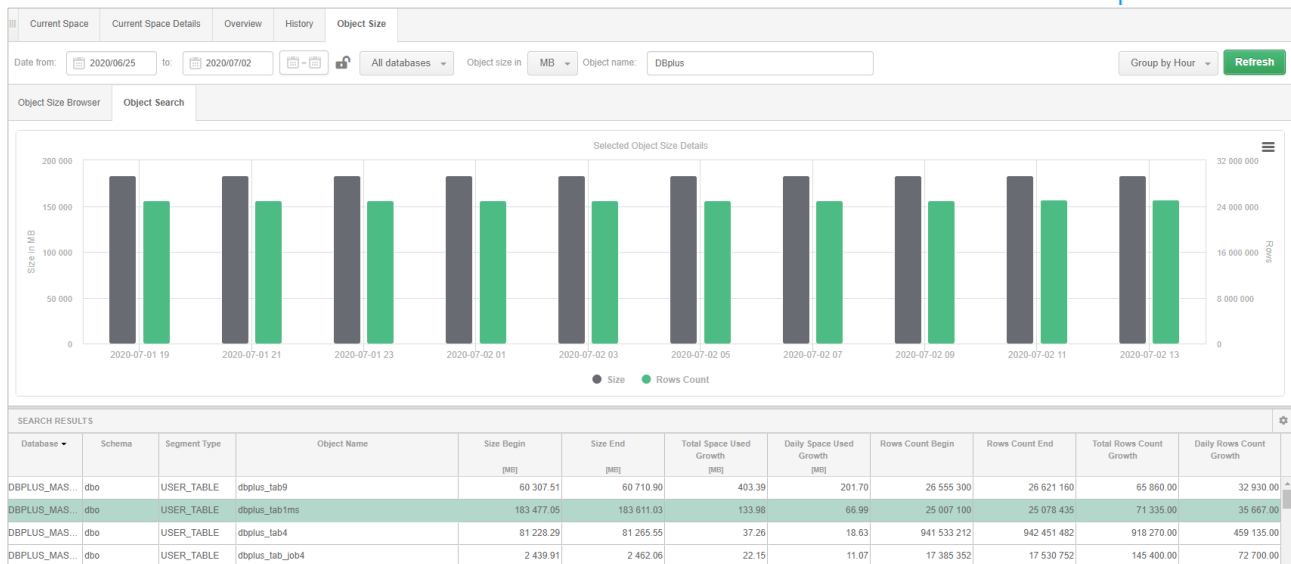 Current Space Current Space Details Overview History Object Size
Date from: 2020/06/25 to: 2020/07/02 All databases Object size in MB Object name: DBplus Group by Hour Refresh
Object Size Browser Object Search
Selected Object Size Details
200 000 32 000 000
150 000 24 000 000
100 000 16 000 000
50 000 8 000 000
0 0
Size in MB
Rows
2020-07-01 19 2020-07-01 21 2020-07-01 23 2020-07-02 01 2020-07-02 03 2020-07-02 05 2020-07-02 07 2020-07-02 09 2020-07-02 11 2020-07-02 13
Size Rows Count
SEARCH RESULTS
Database Schema Segment Type Object Name Size Begin Size End Total Space Used Daily Space Used Rows Count Begin Rows Count End Total Rows Count Daily Rows Count
Growth Growth Growth Growth
[MB] [MB] [MB] [MB]
DBPLUS_MAS... dbo USER_TABLE dbplus_tab9 60 307.51 60 710.90 403.39 201.70 26 555 300 26 621 160 65 860.00 32 930.00
DBPLUS_MAS... dbo USER_TABLE dbplus_tab1ms 183 477.05 183 611.03 133.98 66.99 25 007 100 25 078 435 71 335.00 35 667.00
DBPLUS_MAS... dbo USER_TABLE dbplus_tab4 81 228.29 81 265.55 37.26 18.63 941 533 212 942 451 482 918 270.00 459 135.00
DBPLUS_MAS... dbo USER_TABLE dbplus_tab_job4 2 439.91 2 462.06 22.15 11.07 17 385 352 17 530 752 145 400.00 72 700.00